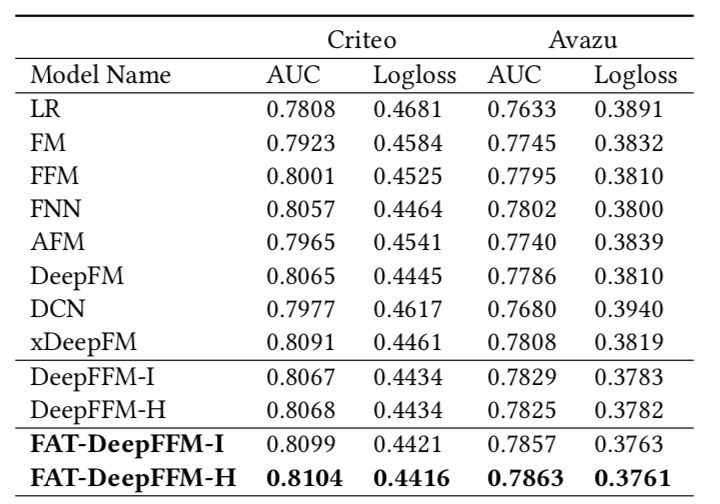 Criteo Avazu
Model Name AUC Logloss AUC Logloss
LR 0.7808 0.4681 0.7633 0.3891
FM 0.7923 0.4584 0.7745 0.3832
FFM 0.8001 0.4525 0.7795 0.3810
FNN 0.8057 0.4464 0.7802 0.3800
AFM 0.7965 0.4541 0.7740 0.3839
DeepFM 0.8065 0.4445 0.7786 0.3810
DCN 0.7977 0.4617 0.7680 0.3940
xDeepFM 0.8091 0.4461 0.7808 0.3819
DeepFFM-I 0.8067 0.4434 0.7829 0.3783
DeepFFM-H 0.8068 0.4434 0.7825 0.3782
FAT-DeepFFM-I 0.8099 0.4421 0.7857 0.3763
FAT-DeepFFM-H 0.8104 0.4416 0.7863 0.3761